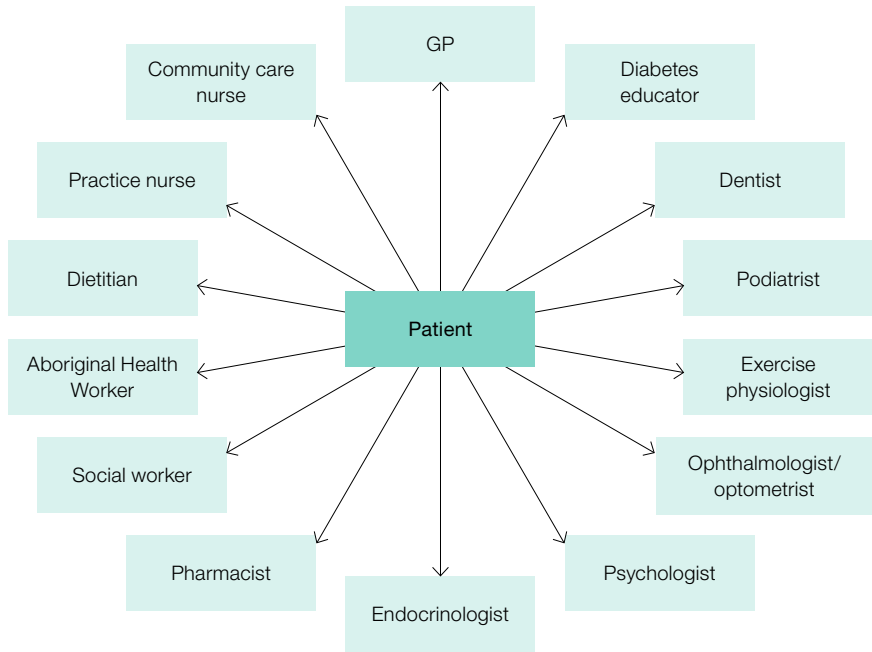 GP
Community care
nurse
Diabetes
educator
Practice nurse
Dentist
Dietitian
Podiatrist
Patient
Aboriginal Health
Worker
Exercise
physiologist
Social worker
Ophthalmologist/
optometrist
Pharmacist
Psychologist
Endocrinologist